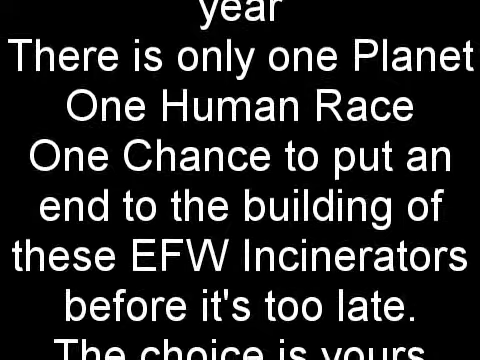 year
There is only one Planet
One Human Race
One Chance to put an
end to the building of
these EFW Incinerators
before it's too late.
The choice is yours